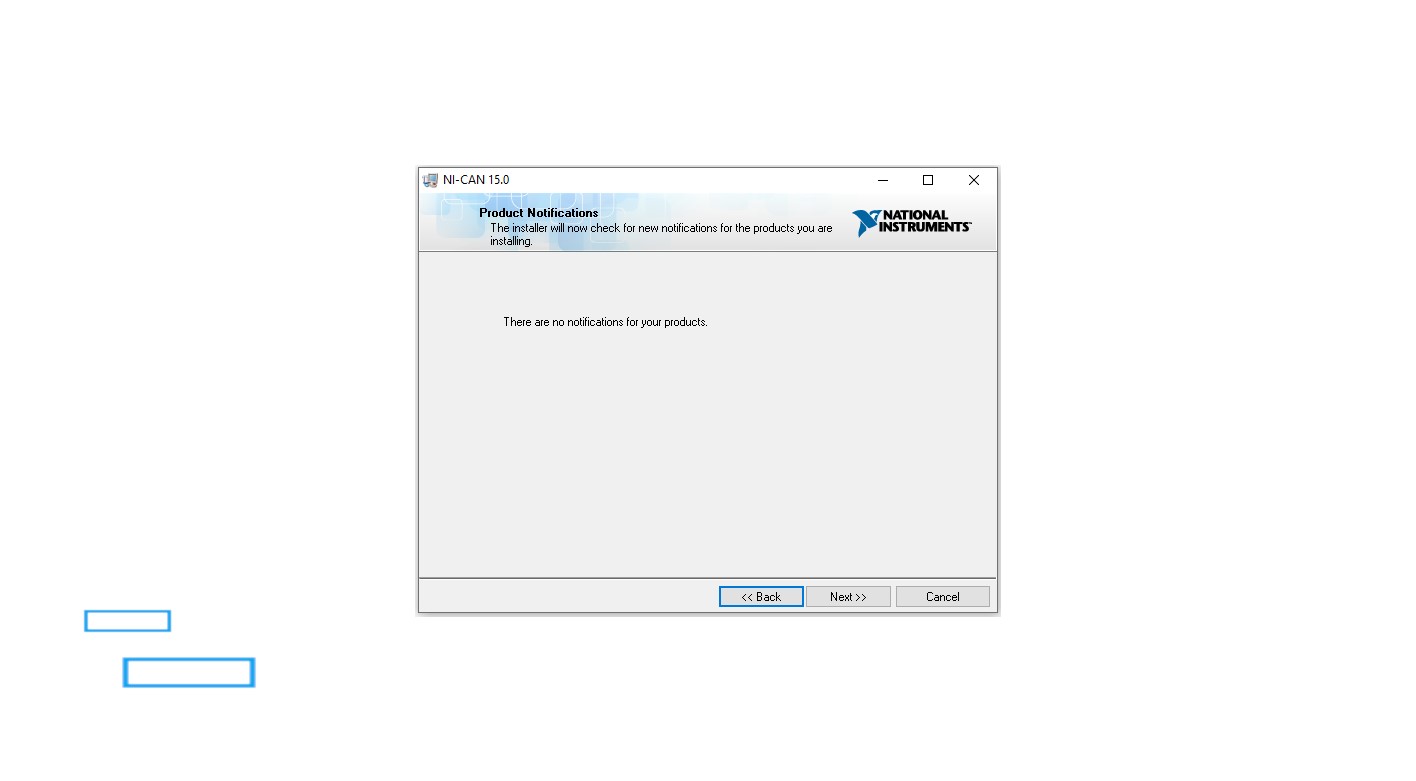 NI-CAN 15.0
Product Notifications
The installer will now check for new notifications for the products you are
installing.
NATIONAL
INSTRUMENTS™
There are no notifications for your products.
<< Back
Next >>
Cancel